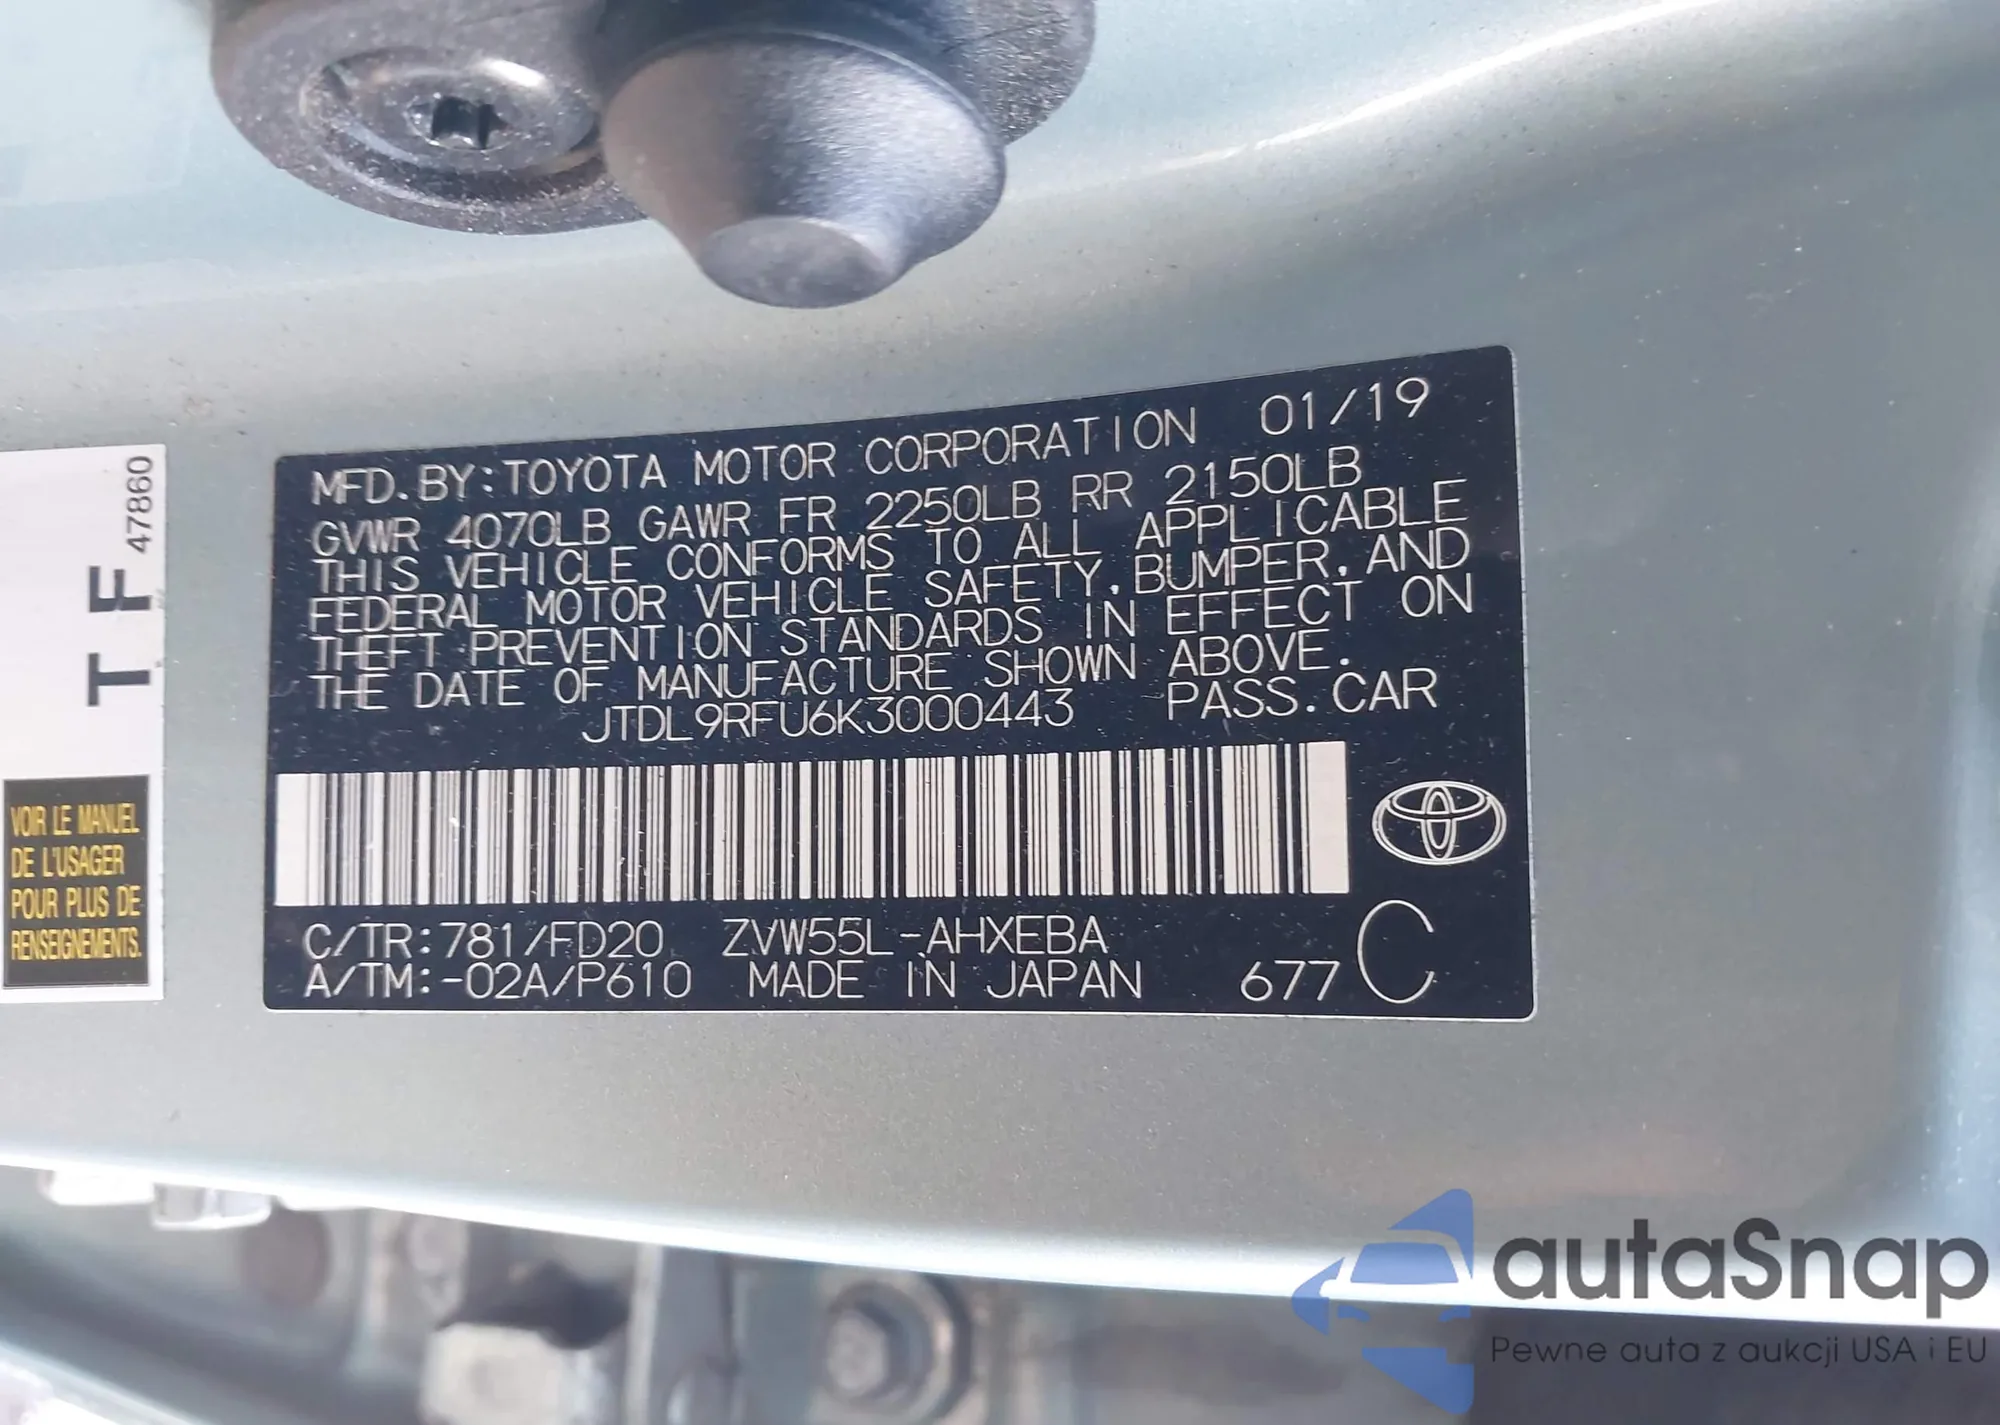 MFD.BY:TOYOTA MOTOR CORPORATION 01/19
GVWR 4070LB GAWR FR 2250LB RR 2150LB
THIS VEHICLE CONFORMS TO ALL APPLICABLE
FEDERAL MOTOR VEHICLE SAFETY,BUMPER,AND
THEFT PREVENTION STANDARDS IN EFFECT ON
THE DATE OF MANUFACTURE SHOWN ABOVE.
JTDL9RFU6K3000443 PASS.CAR
C/TR:781/FD20 ZVW55L-AHXEBA
A/TM:-02A/P610 MADE IN JAPAN 677 C
T F 47860
VOIR LE MANUEL
DE L'USAGER
POUR PLUS DE
RENSEIGNEMENTS.
autaSnap
Pewne auta z aukcji USA i EU